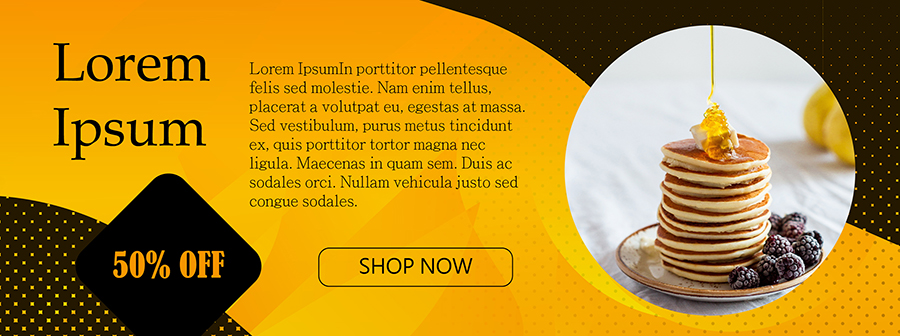 Lorem
Ipsum
Lorem IpsumIn porttitor pellentesque
felis sed molestie. Nam enim tellus,
placerat a volutpat eu, egestas at massa.
Sed vestibulum, purus metus tincidunt
ex, quis porttitor tortor magna nec
ligula. Maecenas in quam sem. Duis ac
sodales orci. Nullam vehicula justo sed
congue sodales.
50% OFF
SHOP NOW